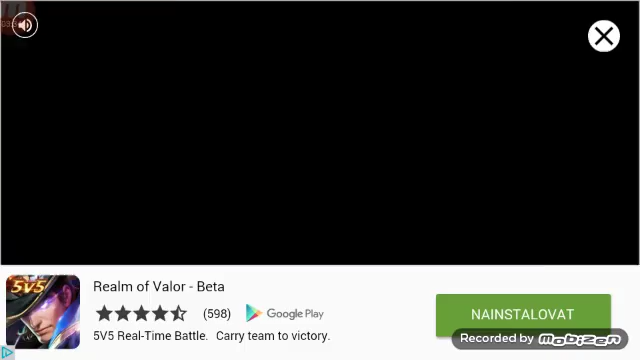 Realm of Valor - Beta
5V5
(598) Google Play
NAINSTALOVAT
5V5 Real-Time Battle. Carry team to victory.
Recorded by MOBIZEN